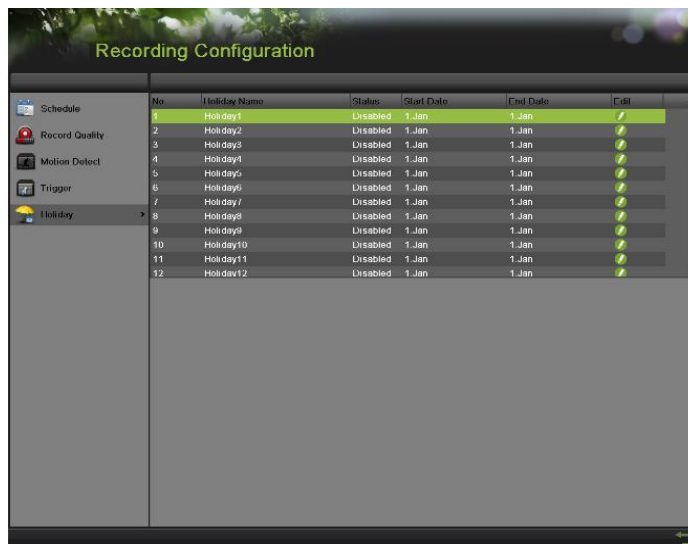 Recording Configuration
Schedule
Record Quality
Motion Detect
Trigger
Holiday >
No. Holiday Name Status Start Date End Date Edit
1 Holiday1 Disabled 1.Jan 1.Jan
2 Holiday2 Disabled 1.Jan 1.Jan
3 Holiday3 Disabled 1.Jan 1.Jan
4 Holiday4 Disabled 1.Jan 1.Jan
5 Holiday5 Disabled 1.Jan 1.Jan
6 Holiday6 Disabled 1.Jan 1.Jan
7 Holiday7 Disabled 1.Jan 1.Jan
8 Holiday8 Disabled 1.Jan 1.Jan
9 Holiday9 Disabled 1.Jan 1.Jan
10 Holiday10 Disabled 1.Jan 1.Jan
11 Holiday11 Disabled 1.Jan 1.Jan
12 Holiday12 Disabled 1.Jan 1.Jan